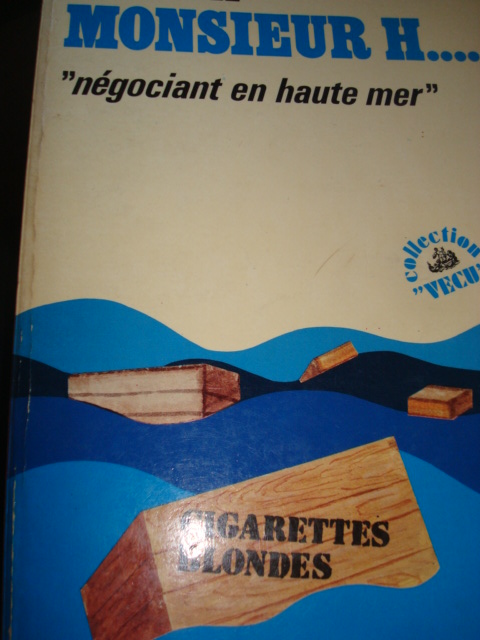 MONSIEUR H....
"négociant en haute mer"
collection
"VECU"
CIGARETTES
BLONDES